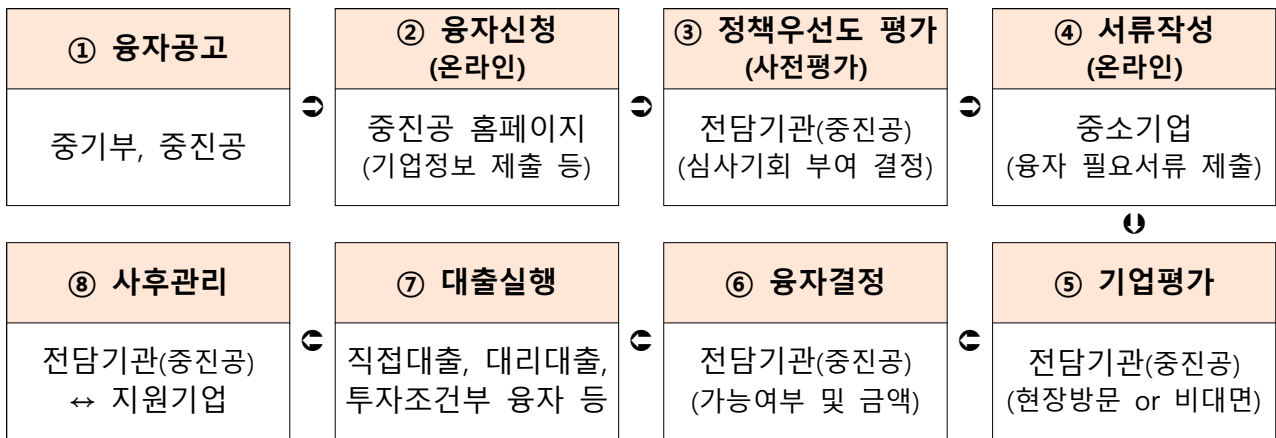 ① 융자공고
중기부, 중진공
➲
② 융자신청
(온라인)
중진공 홈페이지
(기업정보 제출 등)
➲
③ 정책우선도 평가
(사전평가)
전담기관(중진공)
(심사기회 부여 결정)
➲
④ 서류작성
(온라인)
중소기업
(융자 필요서류 제출)
⑤ 기업평가
전담기관(중진공)
(현장방문 or 비대면)
⑥ 융자결정
전담기관(중진공)
(가능여부 및 금액)
⑦ 대출실행
직접대출, 대리대출,
투자조건부 융자 등
⑧ 사후관리
전담기관(중진공)
↔ 지원기업